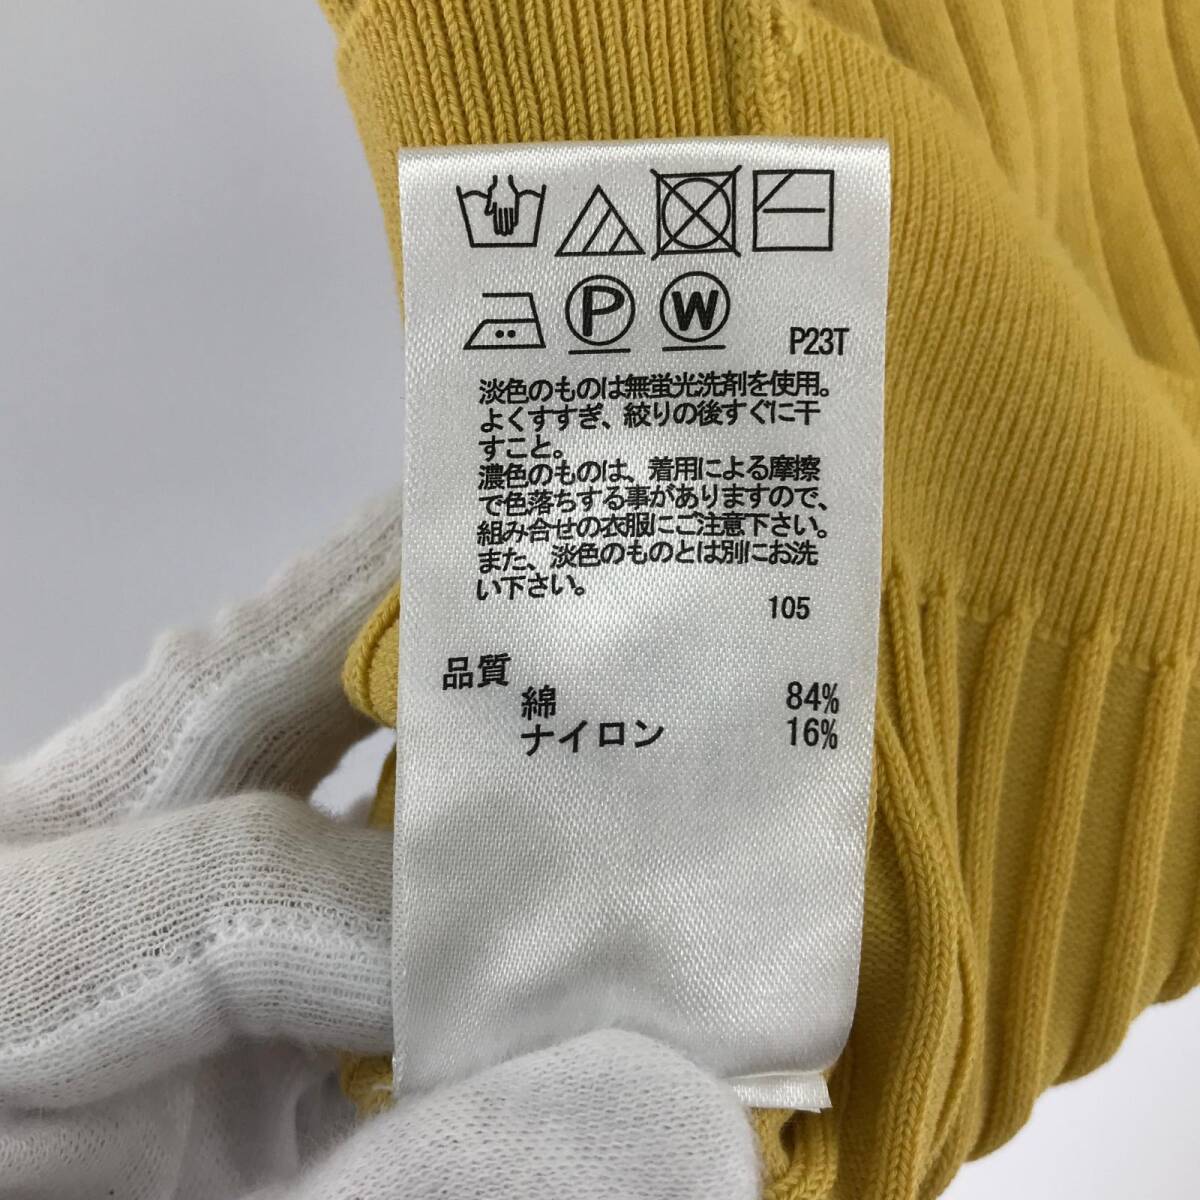 P W P23T
淡色のものは無蛍光洗剤を使用。
よくすすぎ、絞りの後すぐに干
すこと。
濃色のものは、着用による摩擦
で色落ちする事がありますので、
組み合せの衣服にご注意下さい。
また、淡色のものとは別にお洗
い下さい。
105
品質
綿 84%
ナイロン 16%